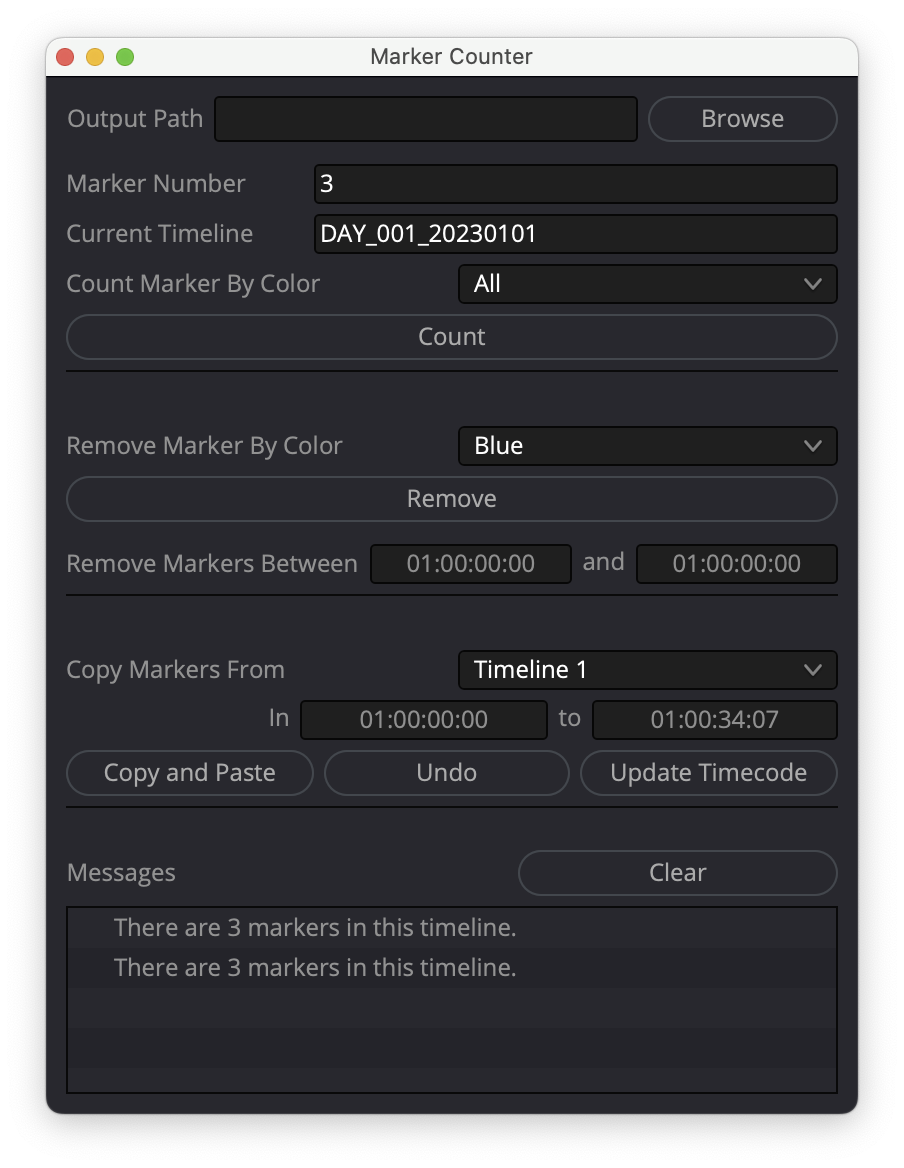 Marker Counter
Output Path Browse
Marker Number 3
Current Timeline DAY_001_20230101
Count Marker By Color All
Count
Remove Marker By Color Blue
Remove
Remove Markers Between 01:00:00:00 and 01:00:00:00
Copy Markers From Timeline 1
In 01:00:00:00 to 01:00:34:07
Copy and Paste Undo Update Timecode
Messages Clear
There are 3 markers in this timeline.
There are 3 markers in this timeline.